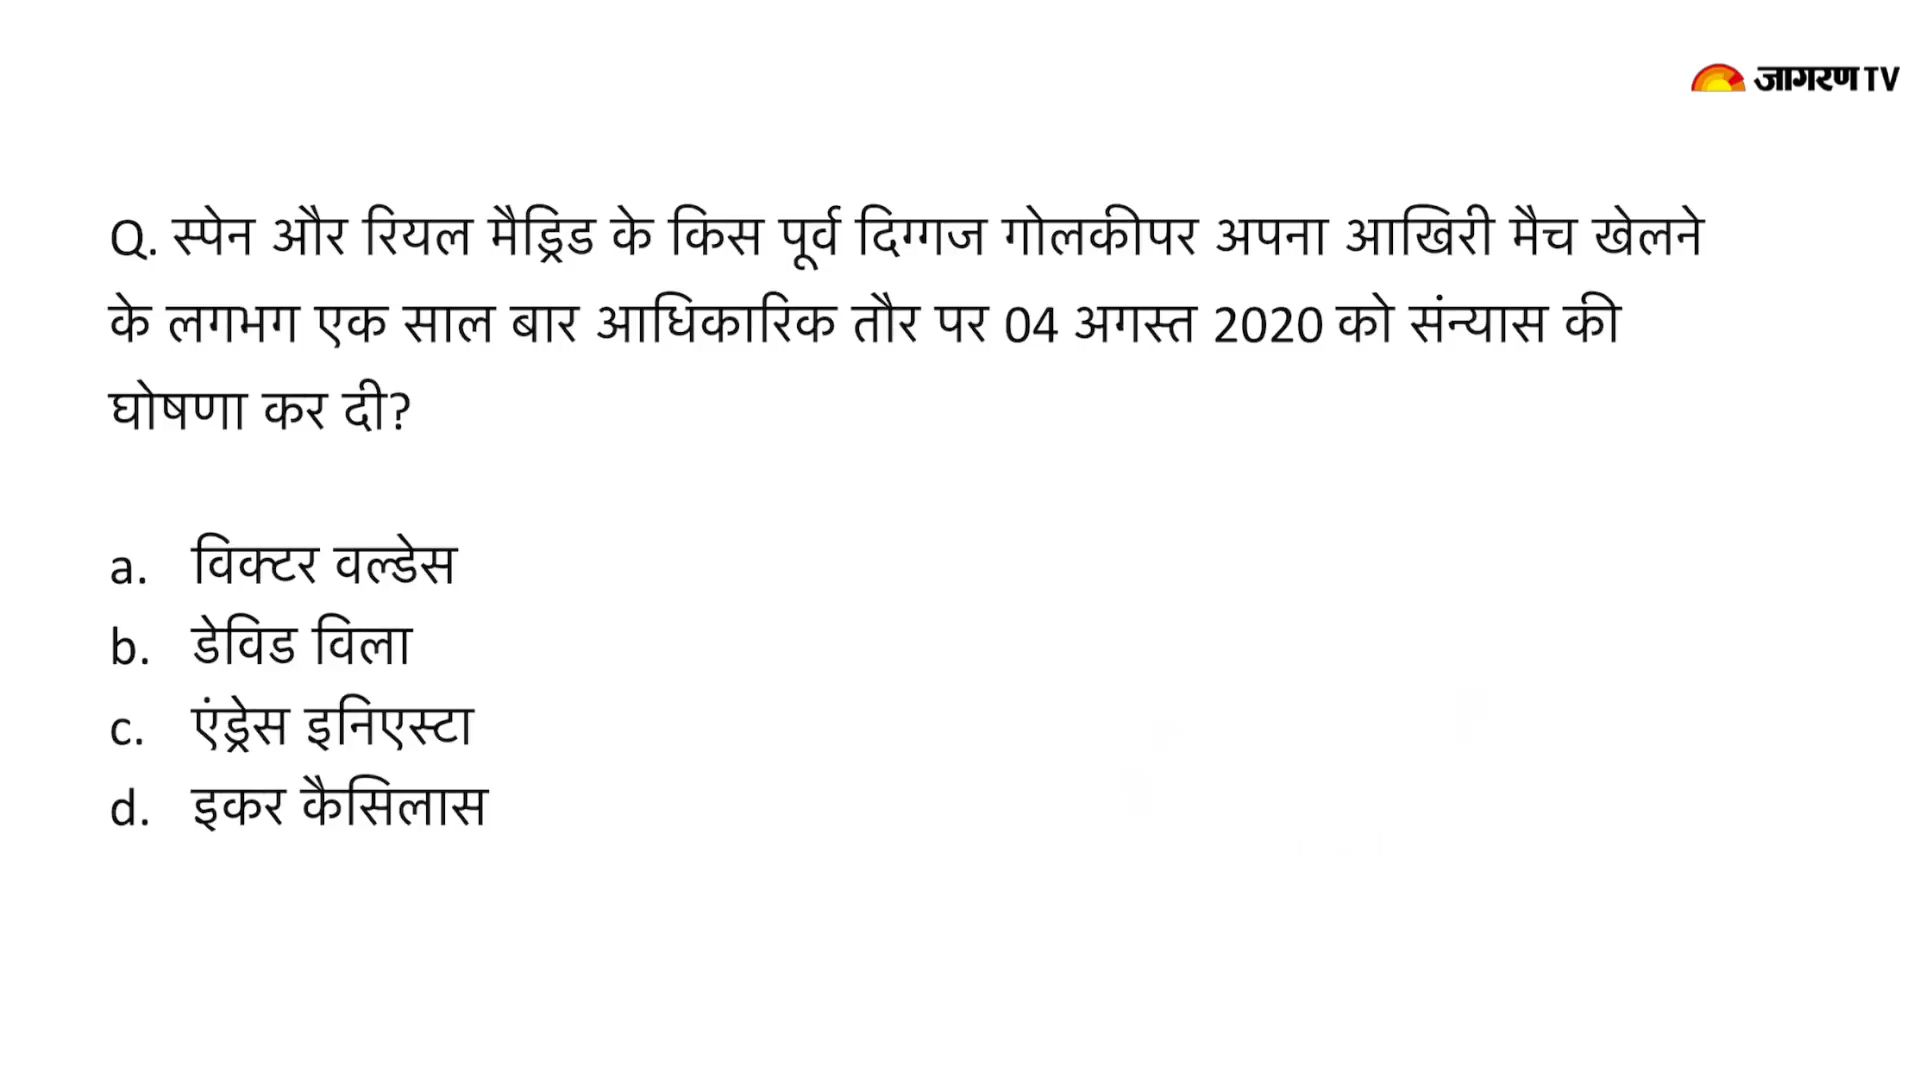 जागरण TV
Q. स्पेन और रियल मैड्रिड के किस पूर्व दिग्गज गोलकीपर अपना आखिरी मैच खेलने
के लगभग एक साल बार आधिकारिक तौर पर 04 अगस्त 2020 को संन्यास की
घोषणा कर दी?
a. विक्टर वल्डेस
b. डेविड विला
c. एंड्रेस इनिएस्टा
d. इकर कैसिलास